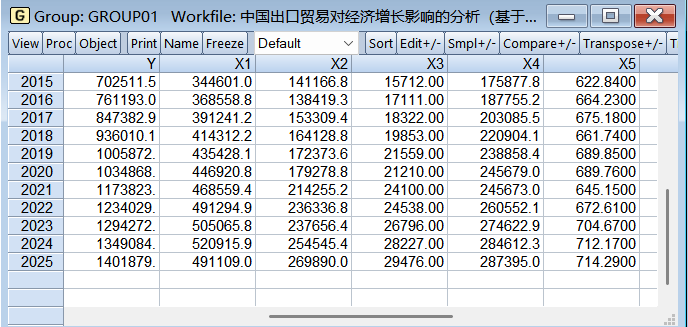 Group: GROUP01 Workfile: 中国出口贸易对经济增长影响的分析（基于...
View Proc Object Print Name Freeze Default Sort Edit+/- Smpl+/- Compare+/- Transpose+/- T
Y X1 X2 X3 X4 X5
2015 702511.5 344601.0 141166.8 15712.00 175877.8 622.8400
2016 761193.0 368558.8 138419.3 17111.00 187755.2 664.2300
2017 847382.9 391241.2 153309.4 18322.00 203085.5 675.1800
2018 936010.1 414312.2 164128.8 19853.00 220904.1 661.7400
2019 1005872. 435428.1 172373.6 21559.00 238858.4 689.8500
2020 1034868. 446920.8 179278.8 21210.00 245679.0 689.7600
2021 1173823. 468559.4 214255.2 24100.00 245673.0 645.1500
2022 1234029. 491294.9 236336.8 24538.00 260552.1 672.6100
2023 1294272. 505065.8 237656.4 26796.00 274622.9 704.6700
2024 1349084. 520915.9 254545.4 28227.00 284612.3 712.1700
2025 1401879. 491109.0 269890.0 29476.00 287395.0 714.2900